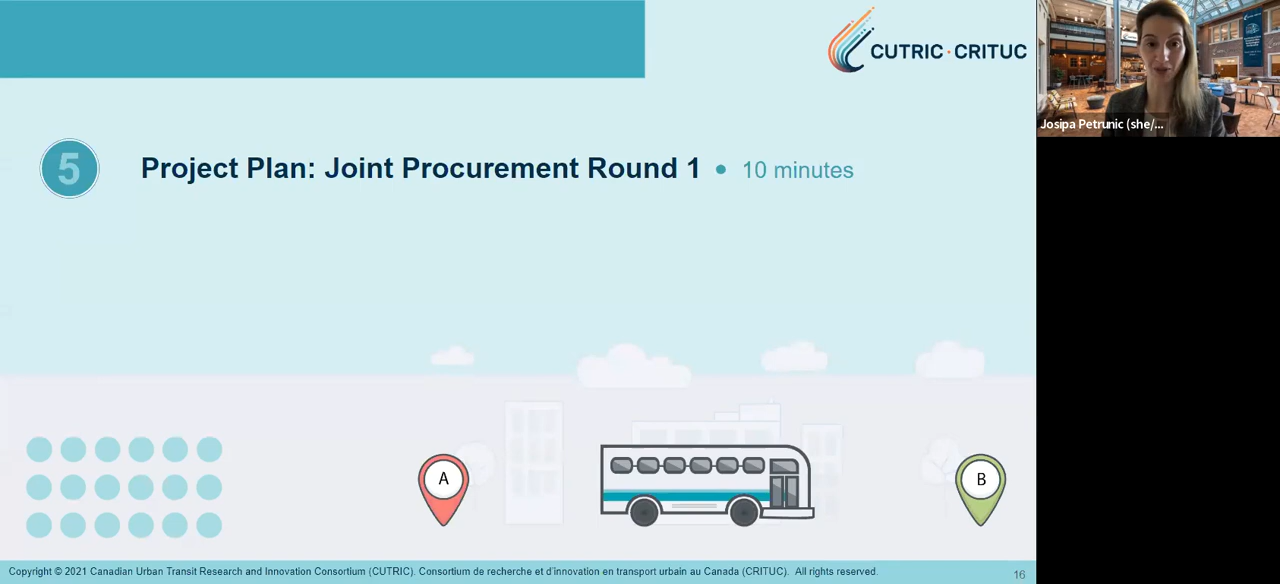 CUTRIC · CRITUC
Josipa Petrunic (she/...
5
Project Plan: Joint Procurement Round 1 • 10 minutes
A
B
Copyright © 2021 Canadian Urban Transit Research and Innovation Consortium (CUTRIC). Consortium de recherche et d'innovation en transport urbain au Canada (CRITUC). All rights reserved.
16